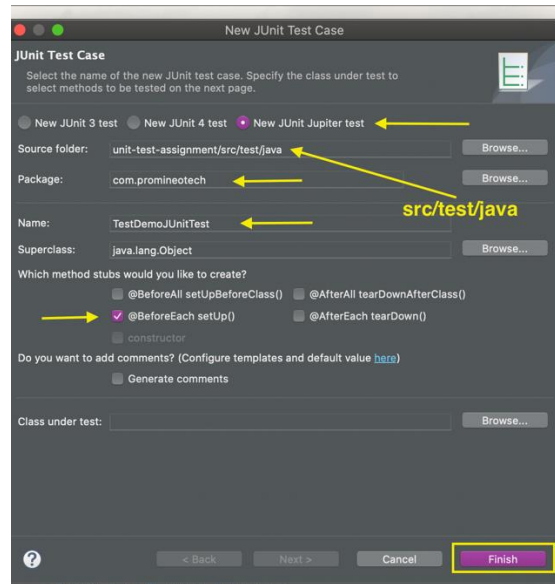 New JUnit Test Case
JUnit Test Case
Select the name of the new JUnit test case. Specify the class under test to
select methods to be tested on the next page.
New JUnit 3 test New JUnit 4 test New JUnit Jupiter test
Source folder: unit-test-assignment/src/test/java Browse...
Package: com.promineotech Browse...
src/test/java
Name: TestDemoJUnitTest
Superclass: java.lang.Object Browse...
Which method stubs would you like to create?
@BeforeAll setUpBeforeClass() @AfterAll tearDownAfterClass()
@BeforeEach setUp() @AfterEach tearDown()
constructor
Do you want to add comments? (Configure templates and default value here)
Generate comments
Class under test: Browse...
? < Back Next > Cancel Finish